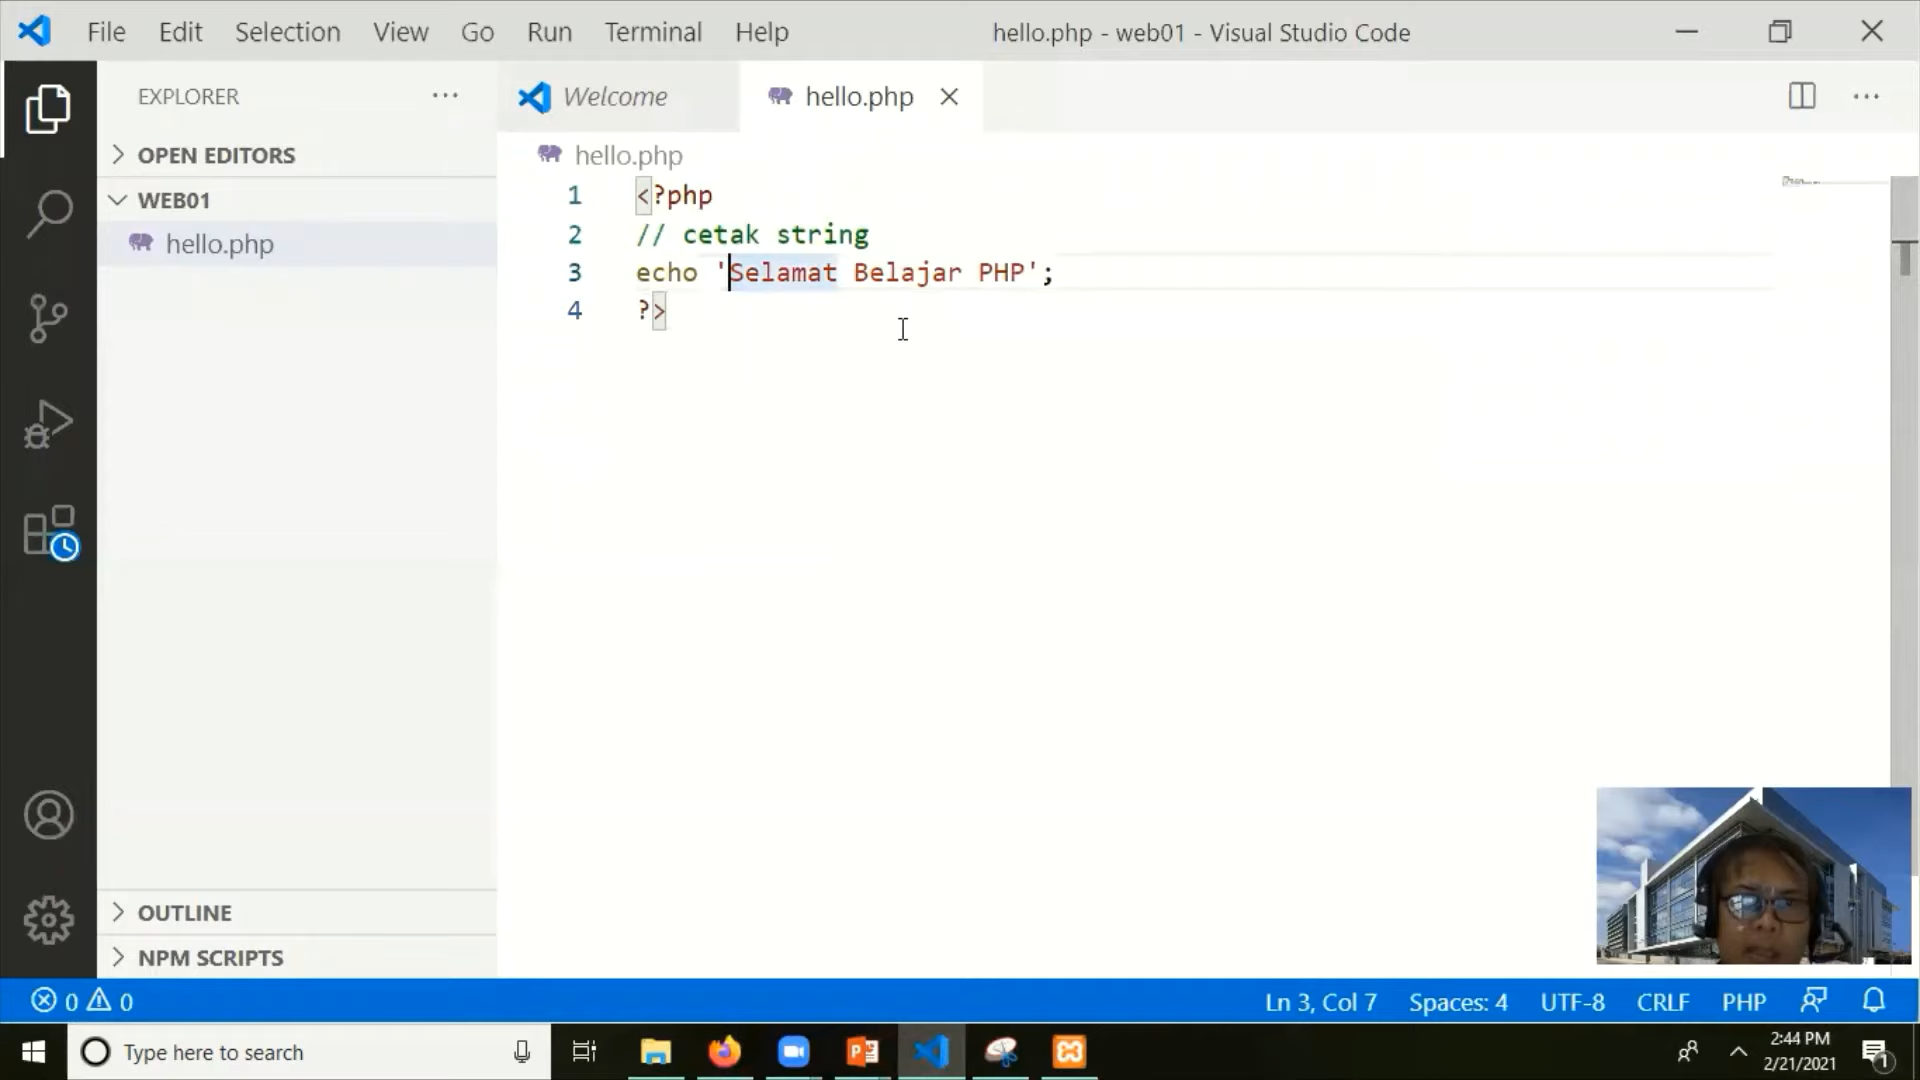 File Edit Selection View Go Run Terminal Help hello.php - web01 - Visual Studio Code
EXPLORER
OPEN EDITORS
WEB01
hello.php
OUTLINE
NPM SCRIPTS
Welcome hello.php
hello.php
1 <?php
2 // cetak string
3 echo 'Selamat Belajar PHP';
4 ?>
0 0 Ln 3, Col 7 Spaces: 4 UTF-8 CRLF PHP
Type here to search
2:44 PM
2/21/2021
1